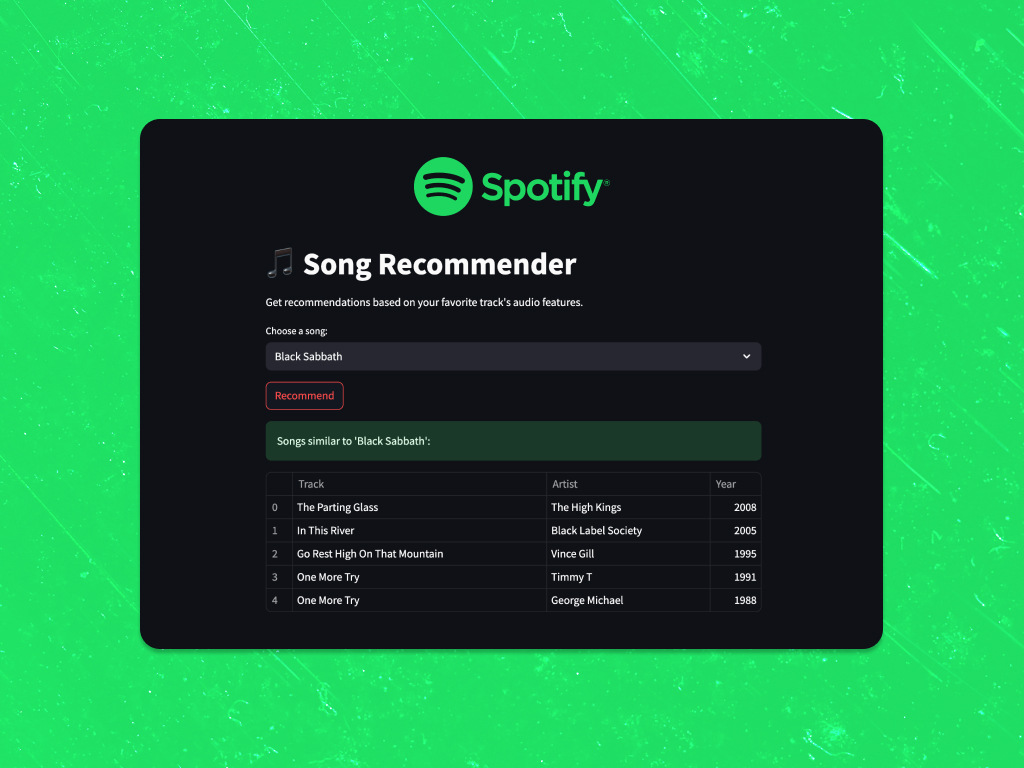 Spotify®
🎵 Song Recommender
Get recommendations based on your favorite track's audio features.
Choose a song:
Black Sabbath
Recommend
Songs similar to 'Black Sabbath':
Track Artist Year
0 The Parting Glass The High Kings 2008
1 In This River Black Label Society 2005
2 Go Rest High On That Mountain Vince Gill 1995
3 One More Try Timmy T 1991
4 One More Try George Michael 1988